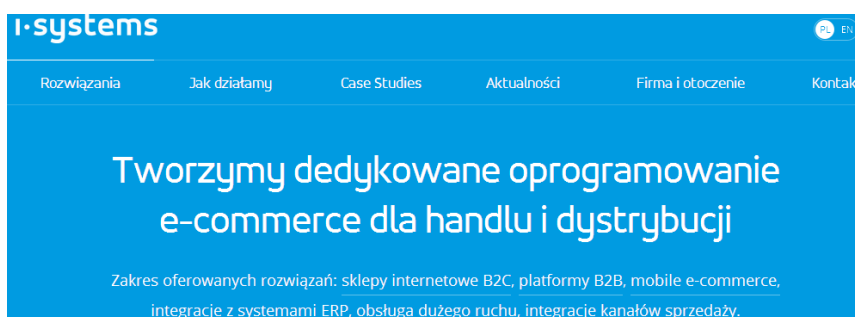 i·systems
PL EN
Rozwiązania Jak działamy Case Studies Aktualności Firma i otoczenie Kontak
Tworzymy dedykowane oprogramowanie
e-commerce dla handlu i dystrybucji
Zakres oferowanych rozwiązań: sklepy internetowe B2C, platformy B2B, mobile e-commerce,
integracje z systemami ERP, obsługa dużego ruchu, integracje kanałów sprzedaży.